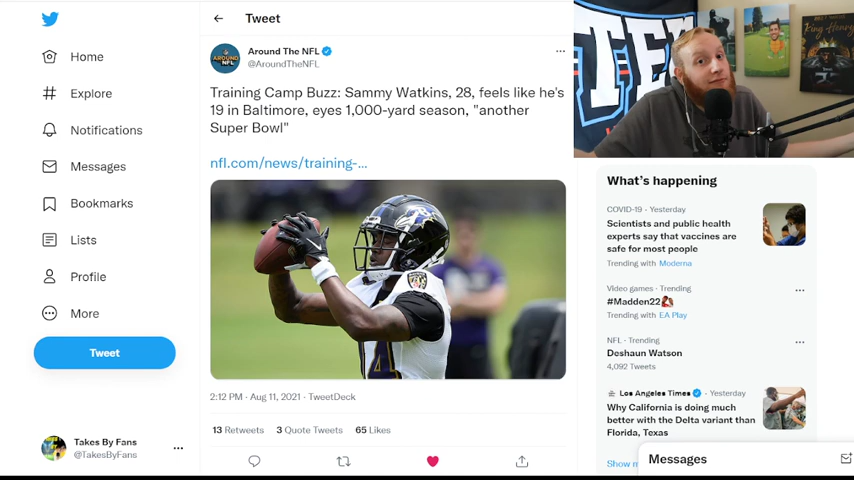 Home
Explore
Notifications
Messages
Bookmarks
Lists
Profile
More
Tweet
Takes By Fans
@TakesByFans
Tweet
Around The NFL
@AroundTheNFL
Training Camp Buzz: Sammy Watkins, 28, feels like he's
19 in Baltimore, eyes 1,000-yard season, "another
Super Bowl"
nfl.com/news/training-...
2:12 PM · Aug 11, 2021 · TweetDeck
13 Retweets 3 Quote Tweets 65 Likes
King Henry
What's happening
COVID-19 · Yesterday
Scientists and public health
experts say that vaccines are
safe for most people
Trending with Moderna
Video games · Trending
#Madden22
Trending with EA Play
NFL · Trending
Deshaun Watson
4,092 Tweets
Los Angeles Times · Yesterday
Why California is doing much
better with the Delta variant than
Florida, Texas
Show m
Messages